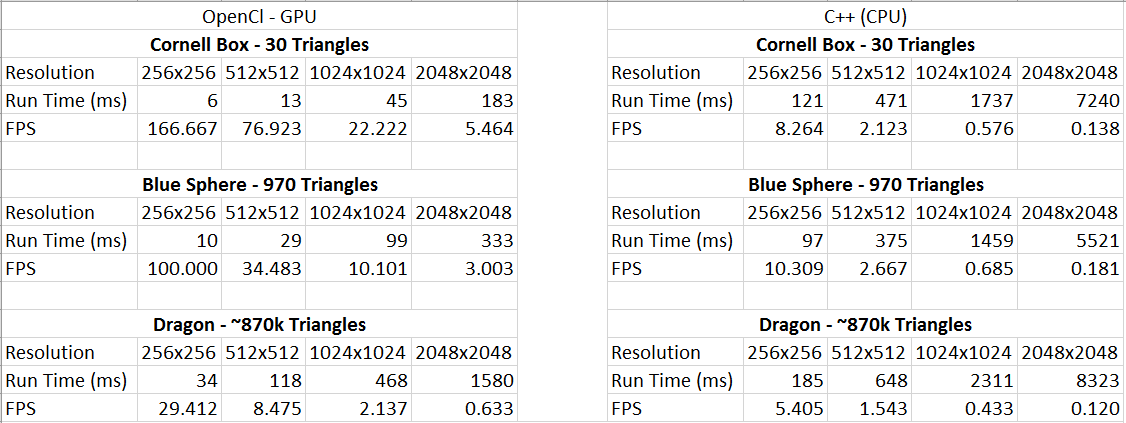 OpenCl - GPU C++ (CPU)
Cornell Box - 30 Triangles Cornell Box - 30 Triangles
Resolution 256x256 512x512 1024x1024 2048x2048 Resolution 256x256 512x512 1024x1024 2048x2048
Run Time (ms) 6 13 45 183 Run Time (ms) 121 471 1737 7240
FPS 166.667 76.923 22.222 5.464 FPS 8.264 2.123 0.576 0.138
Blue Sphere - 970 Triangles Blue Sphere - 970 Triangles
Resolution 256x256 512x512 1024x1024 2048x2048 Resolution 256x256 512x512 1024x1024 2048x2048
Run Time (ms) 10 29 99 333 Run Time (ms) 97 375 1459 5521
FPS 100.000 34.483 10.101 3.003 FPS 10.309 2.667 0.685 0.181
Dragon - ~870k Triangles Dragon - ~870k Triangles
Resolution 256x256 512x512 1024x1024 2048x2048 Resolution 256x256 512x512 1024x1024 2048x2048
Run Time (ms) 34 118 468 1580 Run Time (ms) 185 648 2311 8323
FPS 29.412 8.475 2.137 0.633 FPS 5.405 1.543 0.433 0.120